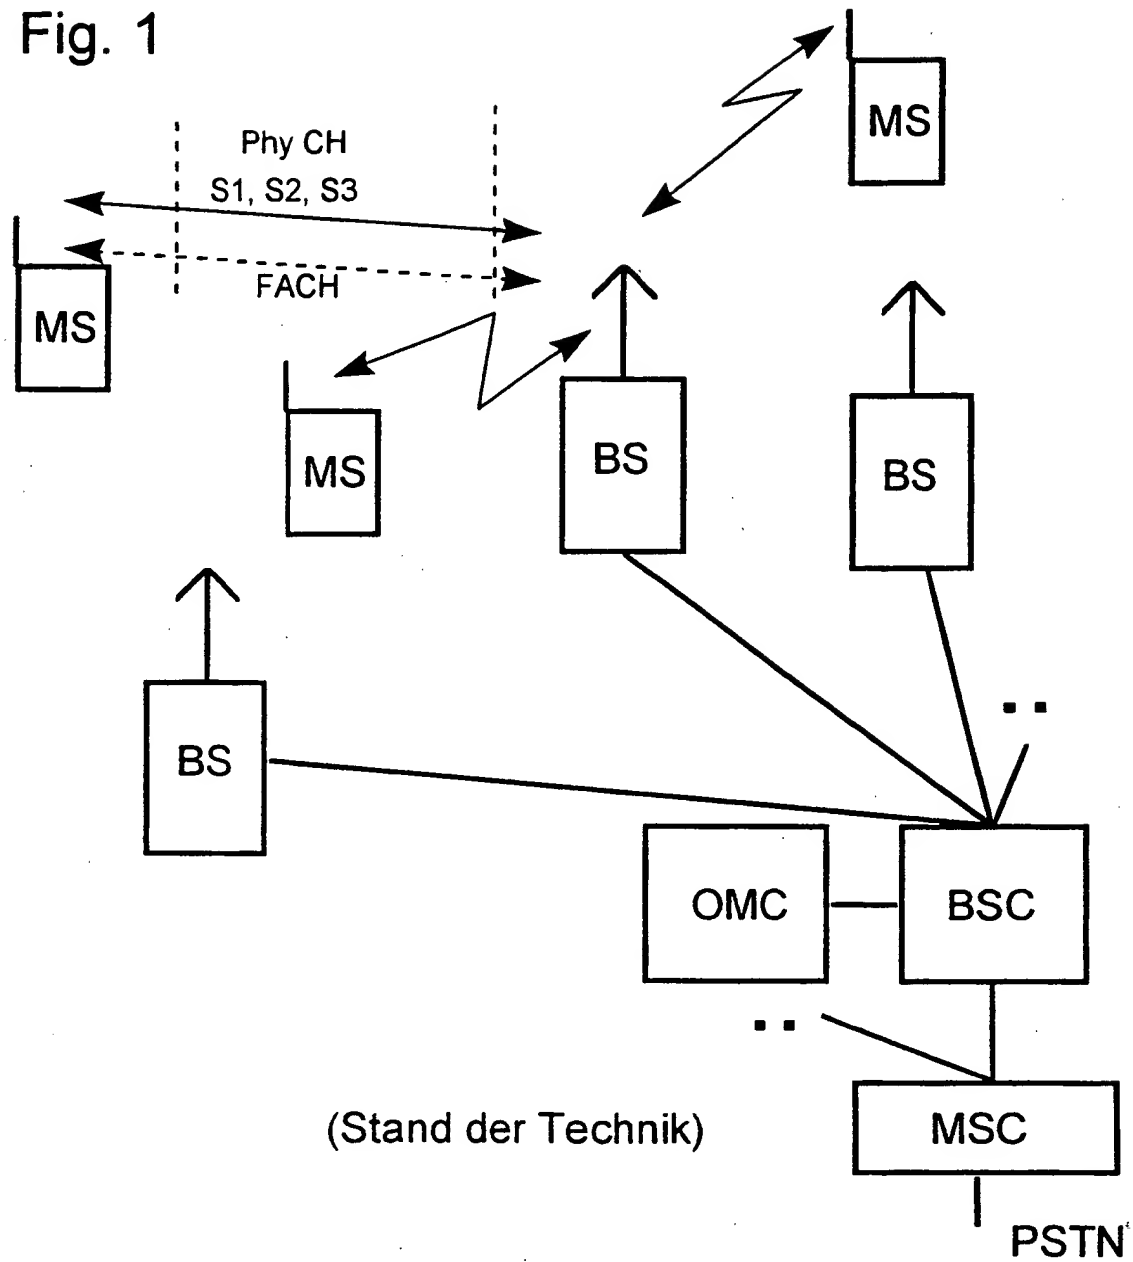 Fig. 1
MS
Phy CH
S1, S2, S3
FACH
MS
MS
BS
BS
BS
OMC
BSC
(Stand der Technik)
MSC
PSTN